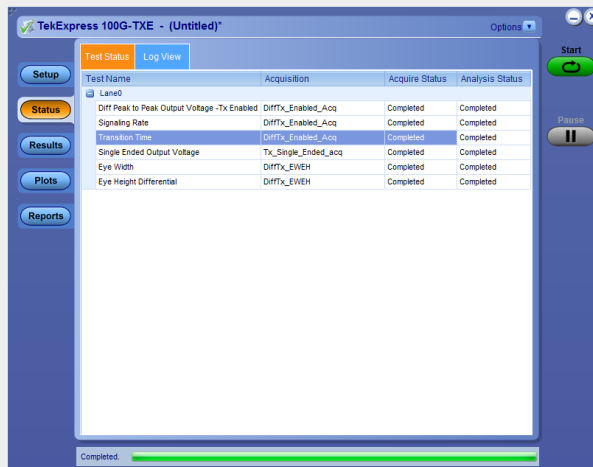 TekExpress 100G-TXE - (Untitled)*
Options
Start
Test Status
Log View
Setup
Test Name Acquisition Acquire Status Analysis Status
Lane0
Status
Diff Peak to Peak Output Voltage -Tx Enabled DiffTx_Enabled_Acq Completed Completed
Signaling Rate DiffTx_Enabled_Acq Completed Completed
Pause
Transition Time DiffTx_Enabled_Acq Completed Completed
Results
Single Ended Output Voltage Tx_Single_Ended_acq Completed Completed
Eye Width DiffTx_EWEH Completed Completed
Plots
Eye Height Differential DiffTx_EWEH Completed Completed
Reports
Completed.